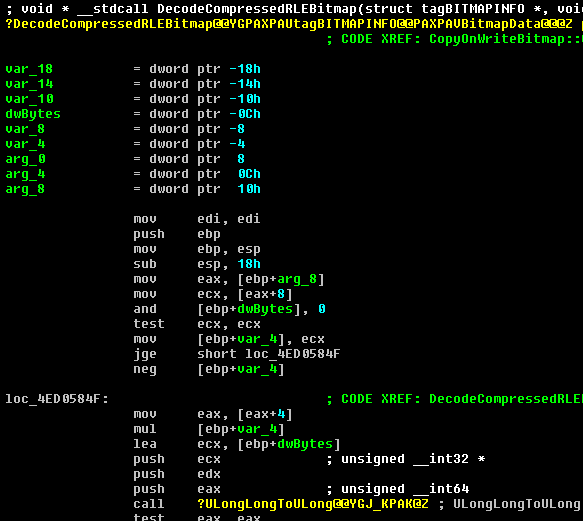 ; void * __stdcall DecodeCompressedRLEBitmap(struct tagBITMAPINFO *, voi
?DecodeCompressedRLEBitmap@@YGPAXPAUtagBITMAPINFO@@PAXPAVBitmapData@@@Z p
; CODE XREF: CopyOnWriteBitmap::
var_18 = dword ptr -18h
var_14 = dword ptr -14h
var_10 = dword ptr -10h
dwBytes = dword ptr -0Ch
var_8 = dword ptr -8
var_4 = dword ptr -4
arg_0 = dword ptr 8
arg_4 = dword ptr 0Ch
arg_8 = dword ptr 10h
mov edi, edi
push ebp
mov ebp, esp
sub esp, 18h
mov eax, [ebp+arg_8]
mov ecx, [eax+8]
and [ebp+dwBytes], 0
test ecx, ecx
mov [ebp+var_4], ecx
jge short loc_4ED0584F
neg [ebp+var_4]
loc_4ED0584F: ; CODE XREF: DecodeCompressedRLEB
mov eax, [eax+4]
mul [ebp+var_4]
lea ecx, [ebp+dwBytes]
push ecx ; unsigned __int32 *
push edx
push eax ; unsigned __int64
call ?ULongLongToULong@@YGJ_KPAK@Z ; ULongLongToULong
test eax, eax